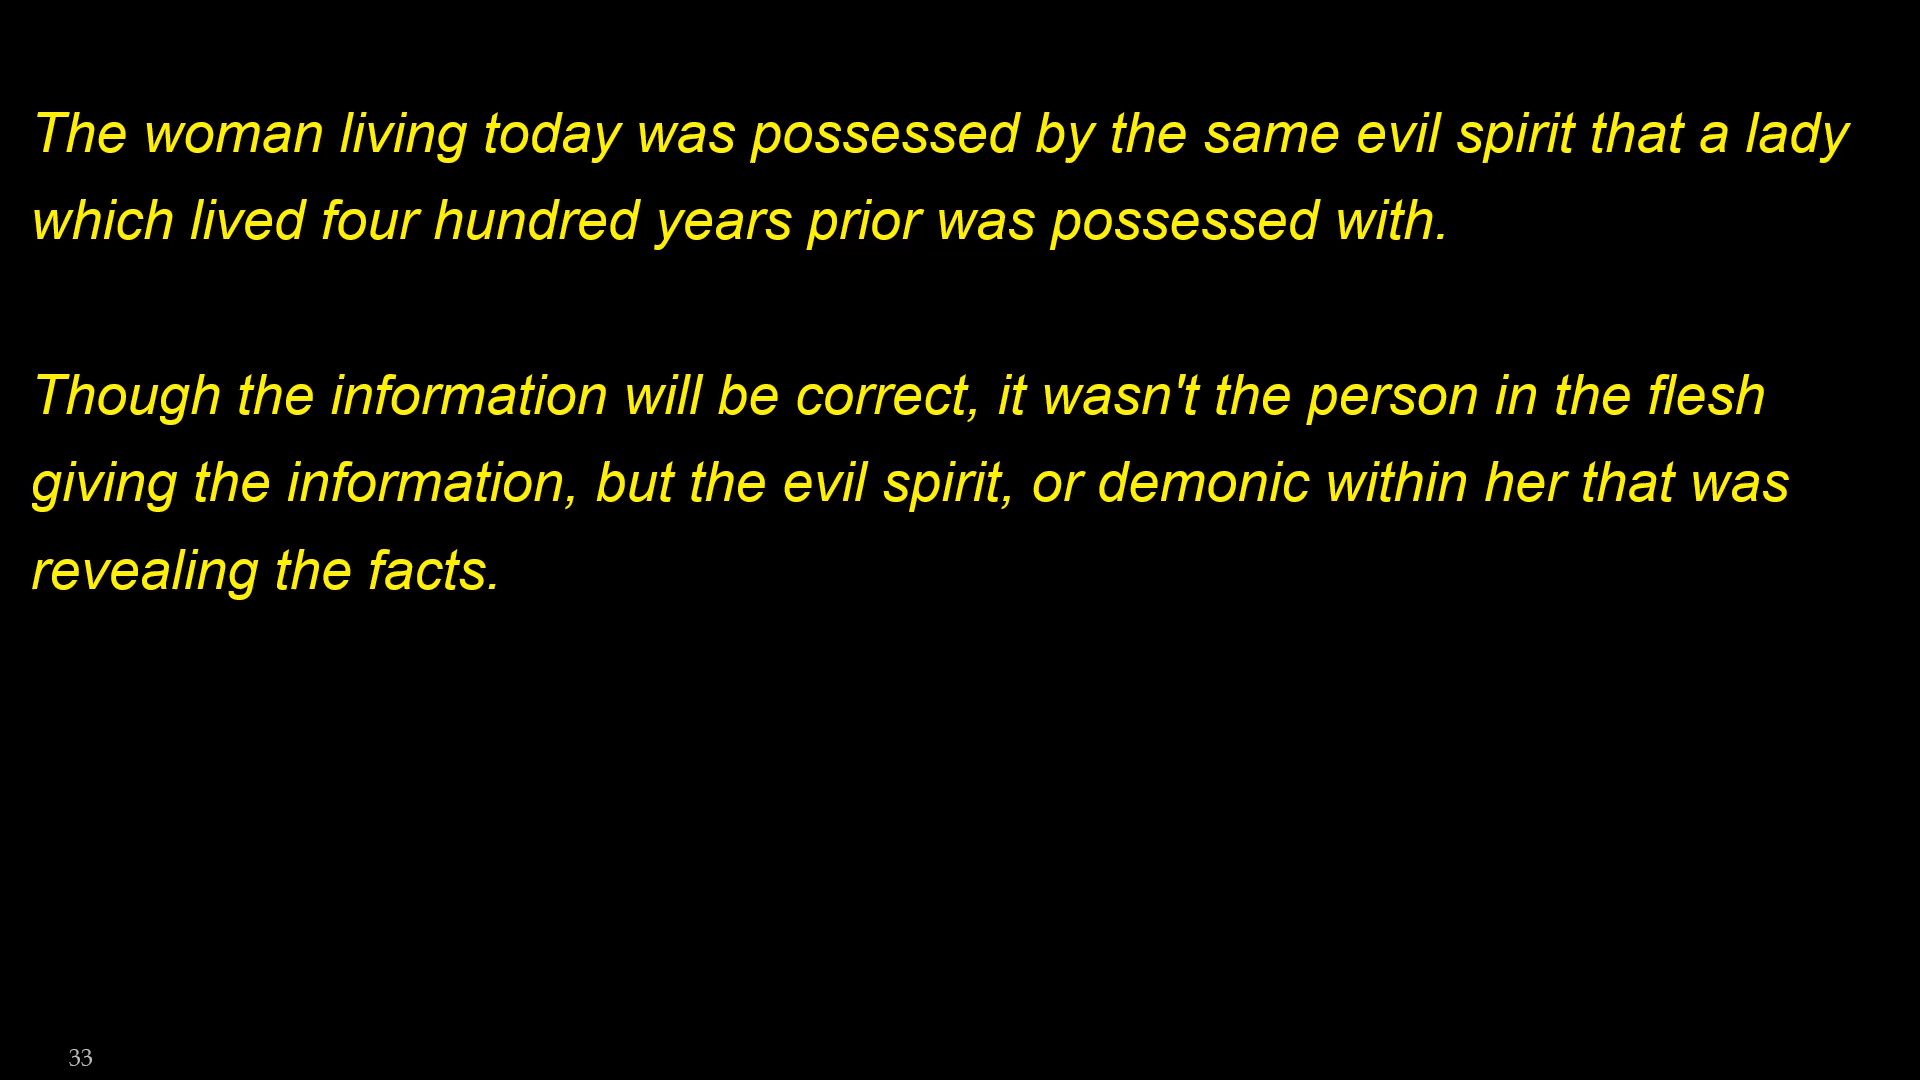 The woman living today was possessed by the same evil spirit that a lady
which lived four hundred years prior was possessed with.
Though the information will be correct, it wasn't the person in the flesh
giving the information, but the evil spirit, or demonic within her that was
revealing the facts.
33